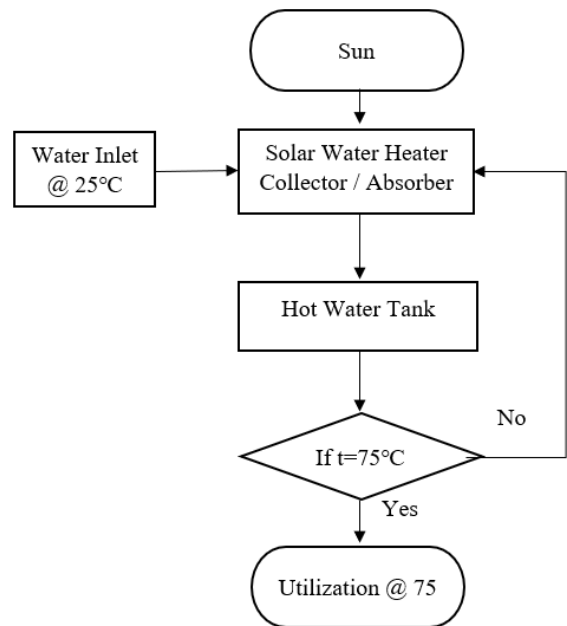 Sun
Water Inlet
@ 25℃
Solar Water Heater
Collector / Absorber
Hot Water Tank
No
If t=75℃
Yes
Utilization @ 75